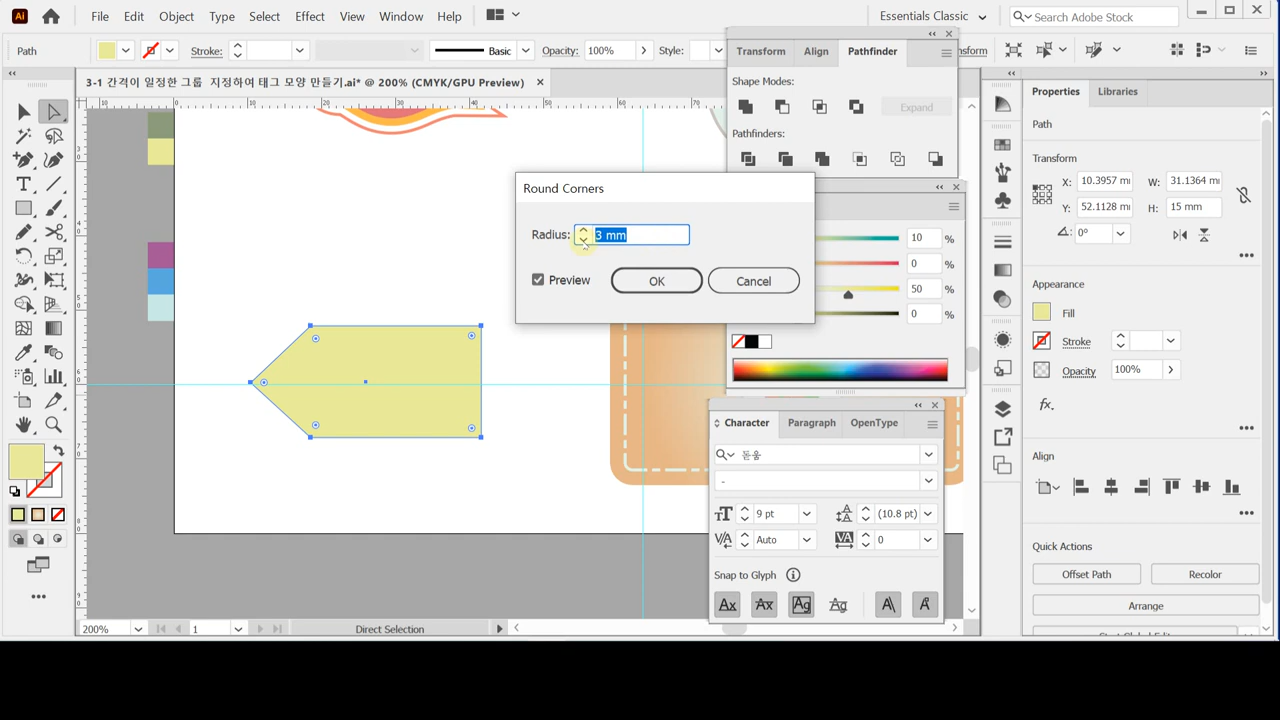 Ai File Edit Object Type Select Effect View Window Help Essentials Classic Search Adobe Stock
Path Stroke: Basic Opacity: 100% Style:
3-1 간격이 일정한 그룹 지정하여 태그 모양 만들기.ai* @ 200% (CMYK/GPU Preview)
Transform Align Pathfinder
Shape Modes:
Expand
Pathfinders:
Round Corners
Radius: 3 mm
Preview OK Cancel
10 %
0 %
50 %
0 %
Character Paragraph OpenType
돋움
-
9 pt (10.8 pt)
Auto 0
Snap to Glyph
Properties Libraries
Path
Transform
X: 10.3957 m W: 31.1364 m
Y: 52.1128 m H: 15 mm
0°
Appearance
Fill
Stroke
Opacity 100%
fx.
Align
Quick Actions
Offset Path Recolor
Arrange
200% 1 Direct Selection